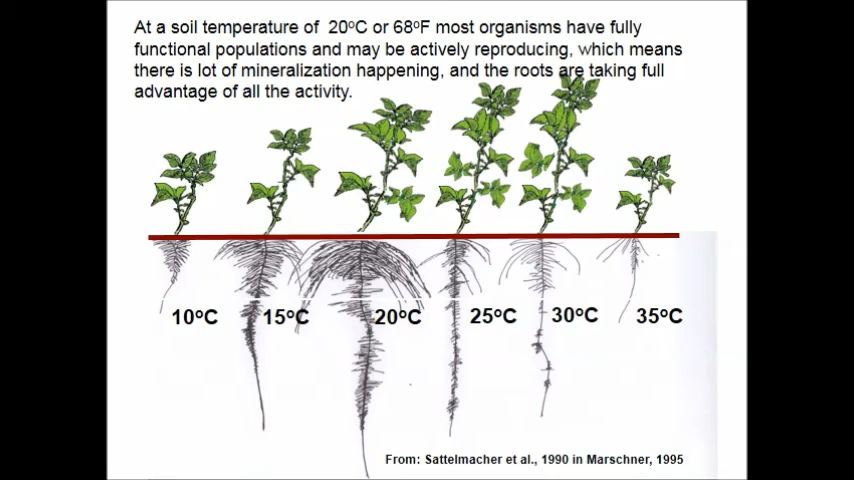 At a soil temperature of 20ºC or 68ºF most organisms have fully
functional populations and may be actively reproducing, which means
there is lot of mineralization happening, and the roots are taking full
advantage of all the activity.
10ºC 15ºC 20ºC 25ºC 30ºC 35ºC
From: Sattelmacher et al., 1990 in Marschner, 1995